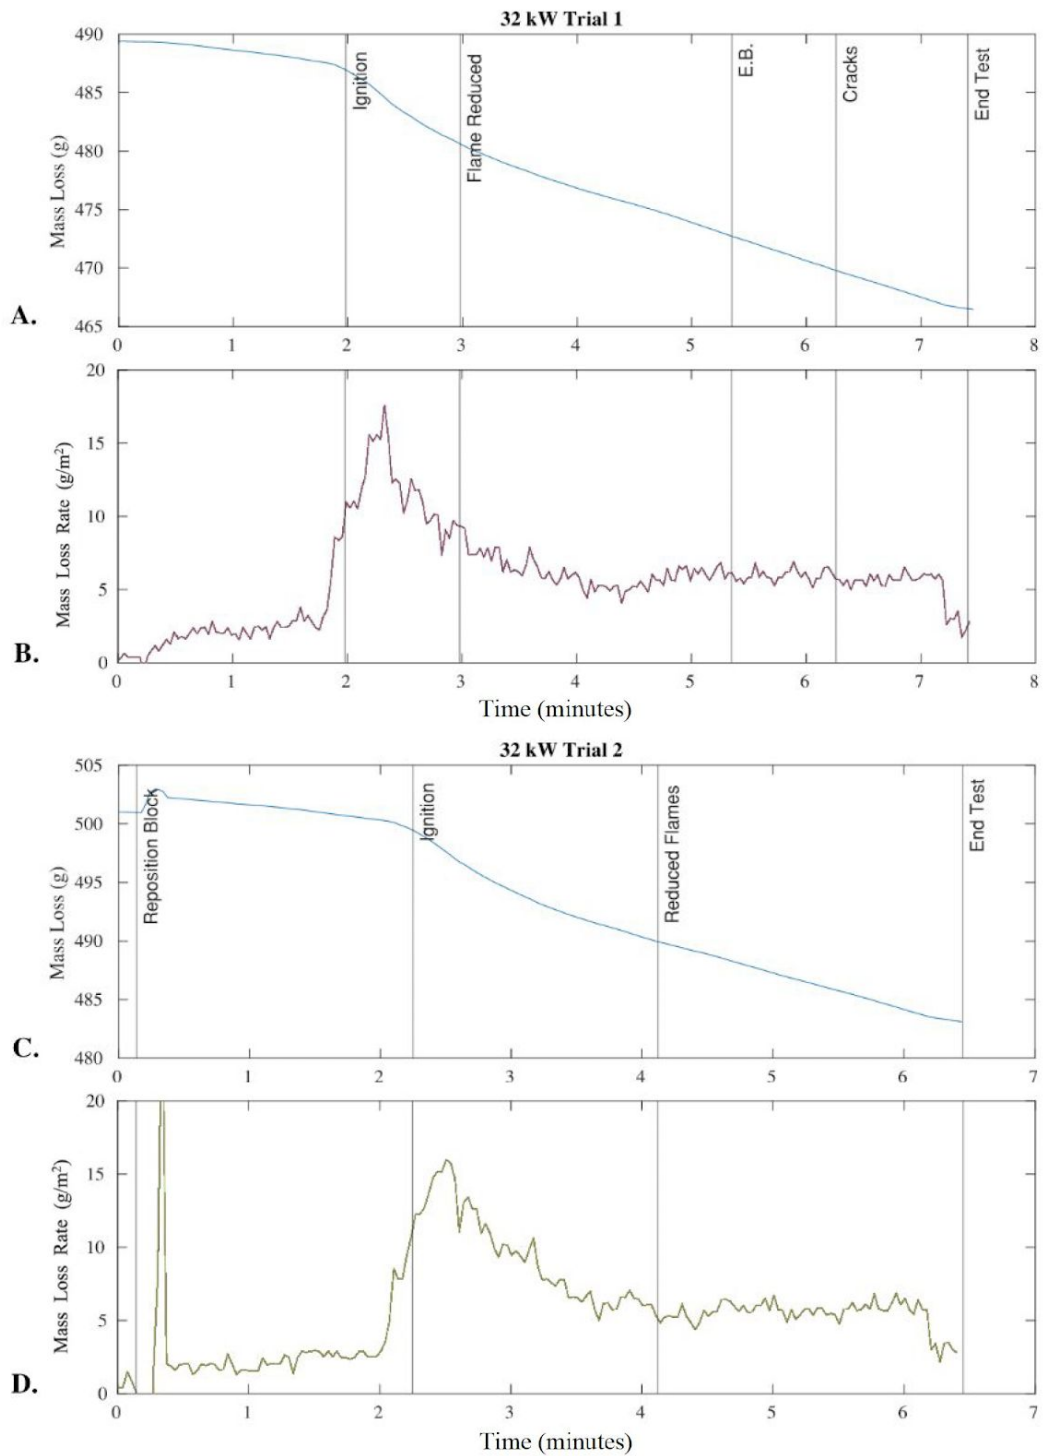 32 kW Trial 1
490
485
480
475
470
465
Mass Loss (g)
Ignition
Flame Reduced
E.B.
Cracks
End Test
A.
0 1 2 3 4 5 6 7 8
20
15
10
5
0
Mass Loss Rate (g/m²)
B.
0 1 2 3 4 5 6 7 8
Time (minutes)
32 kW Trial 2
505
500
495
490
485
480
Mass Loss (g)
Reposition Block
Ignition
Reduced Flames
End Test
C.
0 1 2 3 4 5 6 7
20
15
10
5
0
Mass Loss Rate (g/m²)
D.
0 1 2 3 4 5 6 7
Time (minutes)